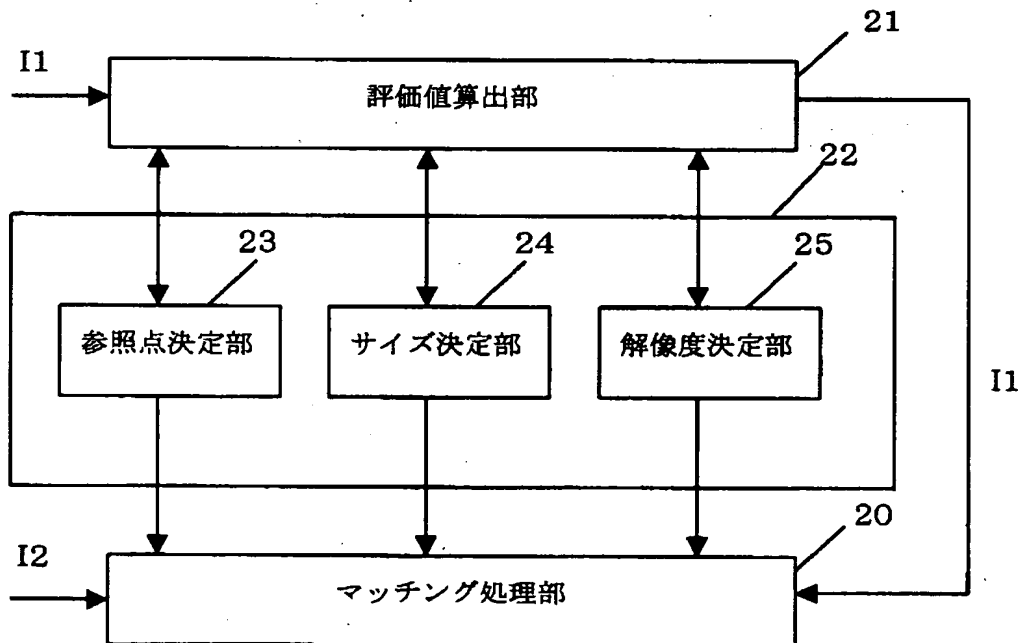 21
I1
評価値算出部
22
23
24
25
参照点決定部
サイズ決定部
解像度決定部
I1
20
I2
マッチング処理部